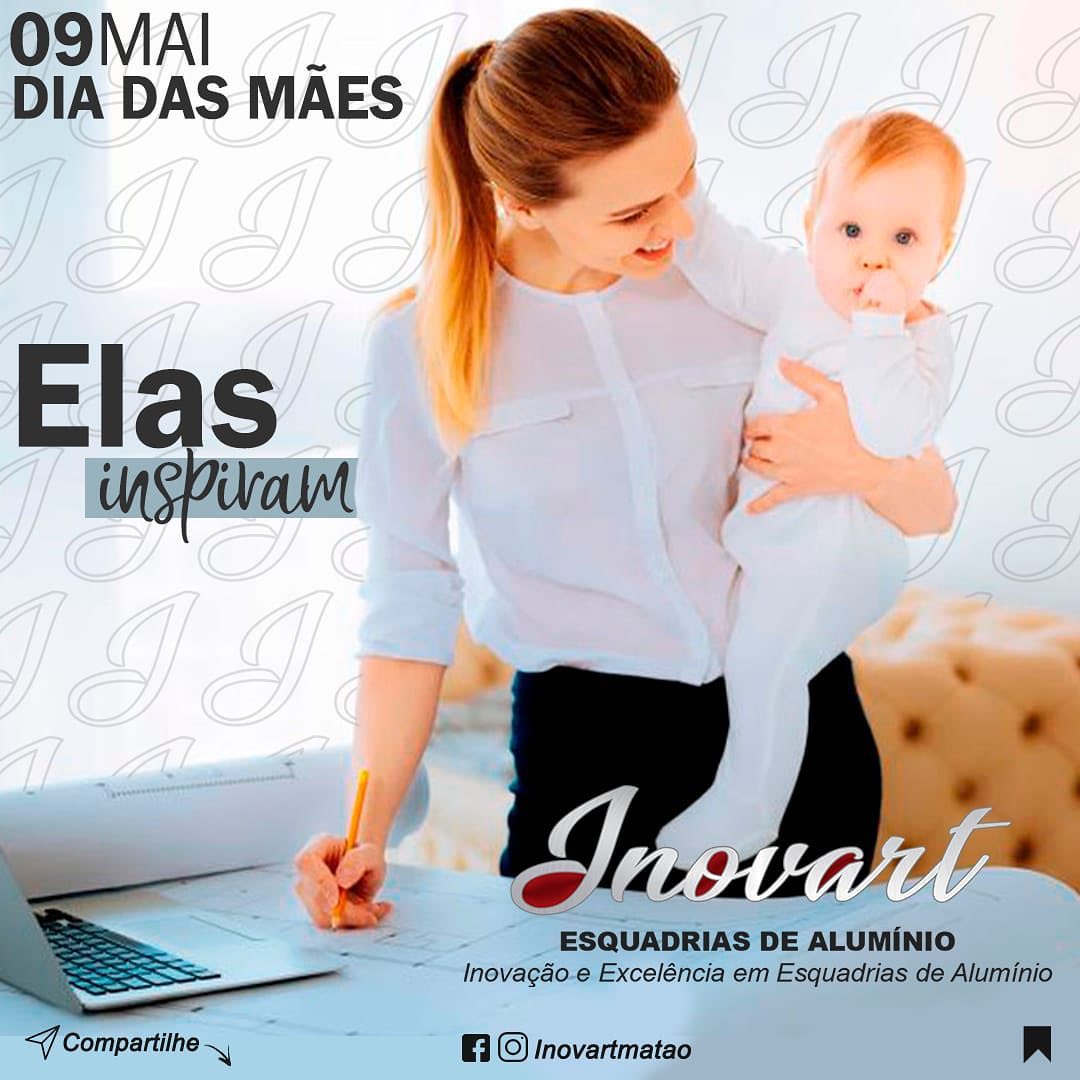 09MAI
DIA DAS MÃES
Elas
inspiram
Inovart
ESQUADRIAS DE ALUMÍNIO
Inovação e Excelência em Esquadrias de Alumínio
Compartilhe
Inovartmatao